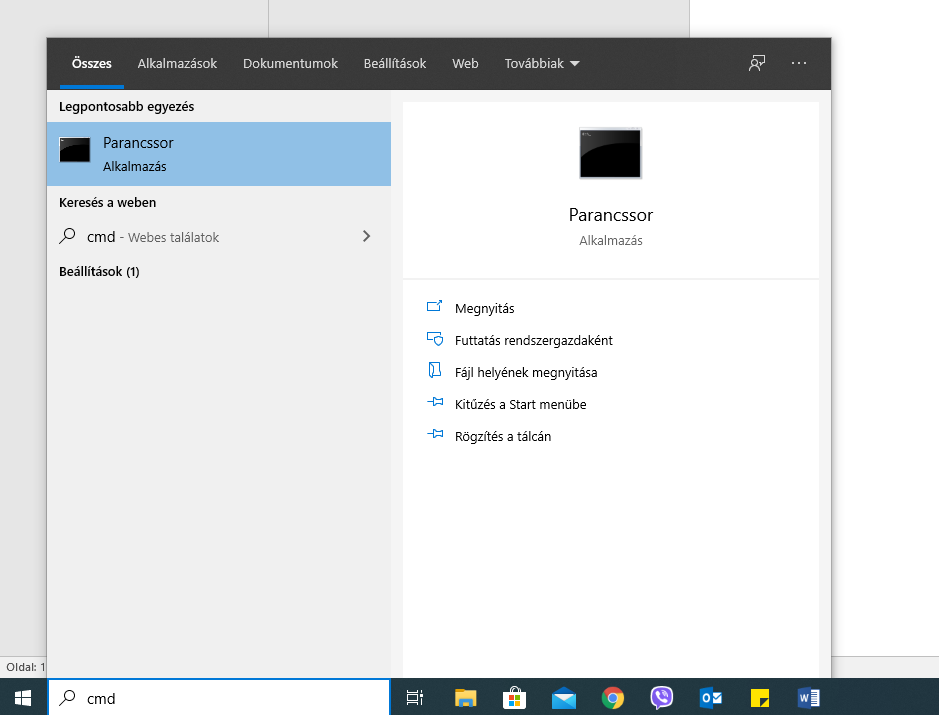 Összes Alkalmazások Dokumentumok Beállítások Web Továbbiak
Legpontosabb egyezés
Parancssor
Alkalmazás
Keresés a weben
cmd - Webes találatok
Beállítások (1)
Parancssor
Alkalmazás
Megnyitás
Futtatás rendszergazdaként
Fájl helyének megnyitása
Kitűzés a Start menübe
Rögzítés a tálcán
Oldal: 1
cmd